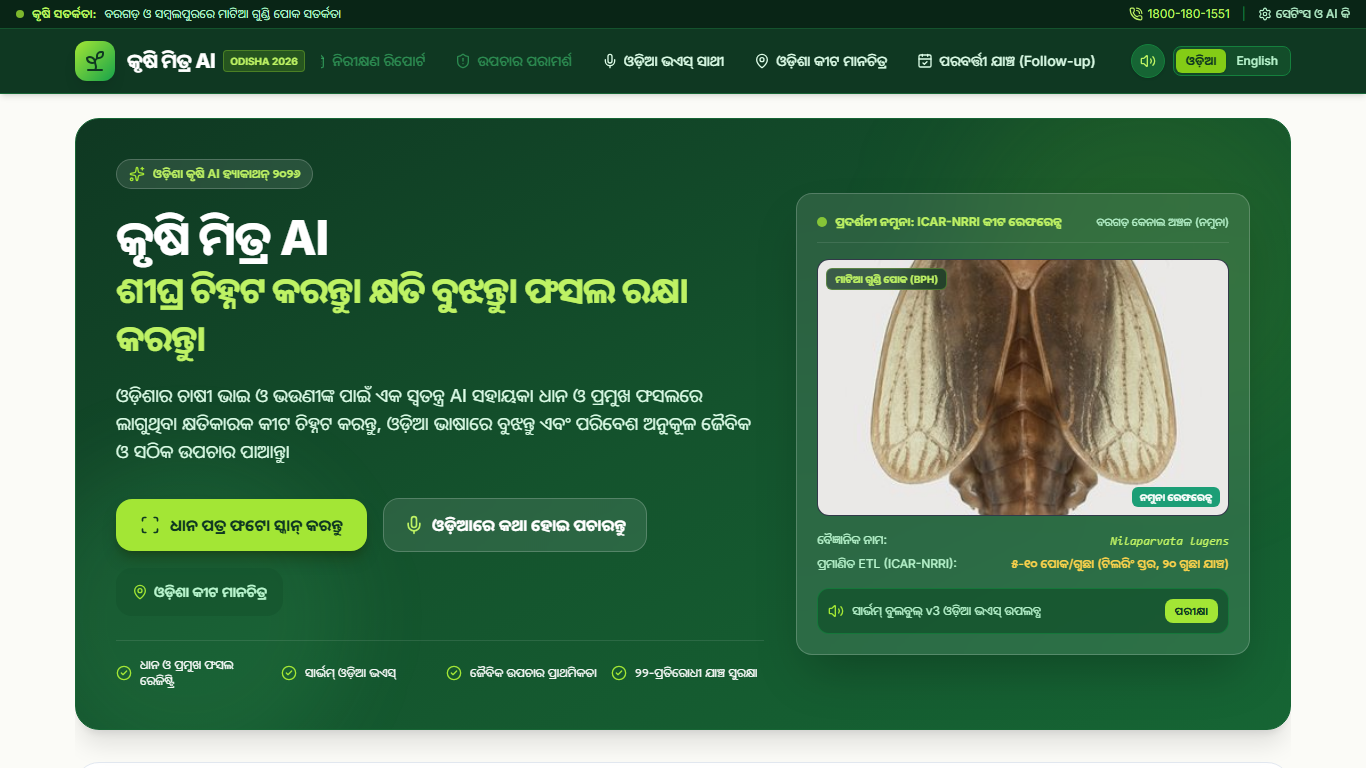 କୃଷି ସତର୍କତା: ବରଗଡ଼ ଓ ସମ୍ବଲପୁରରେ ମାଟିଆ ଗୁଣ୍ଡି ପୋକ ସତର୍କତା
1800-180-1551
ସେଟିଂସ ଓ AI କି
କୃଷି ମିତ୍ର AI
ODISHA 2026
ନିରୀକ୍ଷଣ ରିପୋର୍ଟ
ଉପଚାର ପରାମର୍ଶ
ଓଡ଼ିଆ ଭଏସ୍ ସାଥୀ
ଓଡ଼ିଶା କୀଟ ମାନଚିତ୍ର
ପରବର୍ତ୍ତୀ ଯାଞ୍ଚ (Follow-up)
ଓଡ଼ିଆ
English
ଓଡ଼ିଶା କୃଷି AI ହ୍ୟାକାଥନ୍ ୨୦୨୬
କୃଷି ମିତ୍ର AI
ଶୀଘ୍ର ଚିହ୍ନଟ କରନ୍ତୁ। କ୍ଷତି ବୁଝନ୍ତୁ। ଫସଲ ରକ୍ଷା
କରନ୍ତୁ।
ଓଡ଼ିଶାର ଚାଷୀ ଭାଇ ଓ ଭଉଣୀଙ୍କ ପାଇଁ ଏକ ସ୍ୱତନ୍ତ୍ର AI ସହାୟକ। ଧାନ ଓ ପ୍ରମୁଖ ଫସଲରେ
ଲାଗୁଥିବା କ୍ଷତିକାରକ କୀଟ ଚିହ୍ନଟ କରନ୍ତୁ, ଓଡ଼ିଆ ଭାଷାରେ ବୁଝନ୍ତୁ ଏବଂ ପରିବେଶ ଅନୁକୂଳ ଜୈବିକ
ଓ ସଠିକ ଉପଚାର ପାଆନ୍ତୁ।
ଧାନ ପତ୍ର ଫଟୋ ସ୍କାନ୍ କରନ୍ତୁ
ଓଡ଼ିଆରେ କଥା ହୋଇ ପଚାରନ୍ତୁ
ଓଡ଼ିଶା କୀଟ ମାନଚିତ୍ର
ଧାନ ଓ ପ୍ରମୁଖ ଫସଲ
ରେଜିଷ୍ଟ୍ରି
ସାର୍ଭମ୍ ଓଡ଼ିଆ ଭଏସ୍
ଜୈବିକ ଉପଚାର ପ୍ରାଥମିକତା
୨୨-ପ୍ରତିରୋଧୀ ଯାଞ୍ଚ ସୁରକ୍ଷା
ପ୍ରଦର୍ଶନୀ ନମୁନା: ICAR-NRRI କୀଟ ରେଫରେନ୍ସ
ବରଗଡ଼ କେନାଲ ଅଞ୍ଚଳ (ନମୁନା)
ମାଟିଆ ଗୁଣ୍ଡି ପୋକ (BPH)
ନମୁନା ରେଫରେନ୍ସ
ବୈଜ୍ଞାନିକ ନାମ:
Nilaparvata lugens
ପ୍ରମାଣିତ ETL (ICAR-NRRI):
୫-୧୦ ପୋକ/ଗୁଛା (ଟିଲରିଂ ସ୍ତର, ୨୦ ଗୁଛା ଯାଞ୍ଚ)
ସାର୍ଭମ୍ ବୁଲବୁଲ୍ v3 ଓଡ଼ିଆ ଭଏସ୍ ଉପଲବ୍ଧ
ପରୀକ୍ଷା